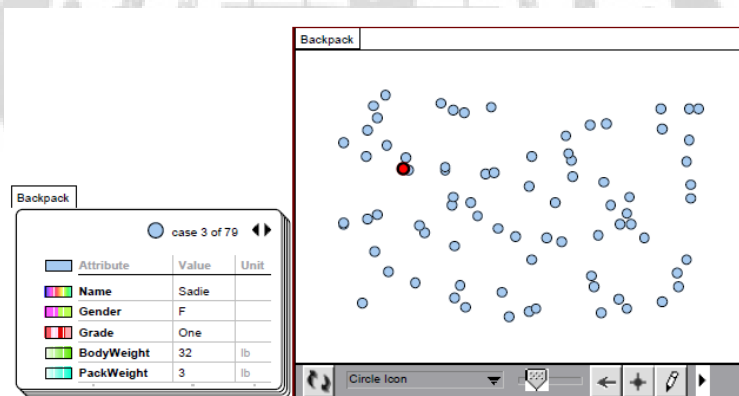 Backpack
Backpack
case 3 of 79
Attribute Value Unit
Name Sadie
Gender F
Grade One
BodyWeight 32 lb
PackWeight 3 lb
Circle Icon